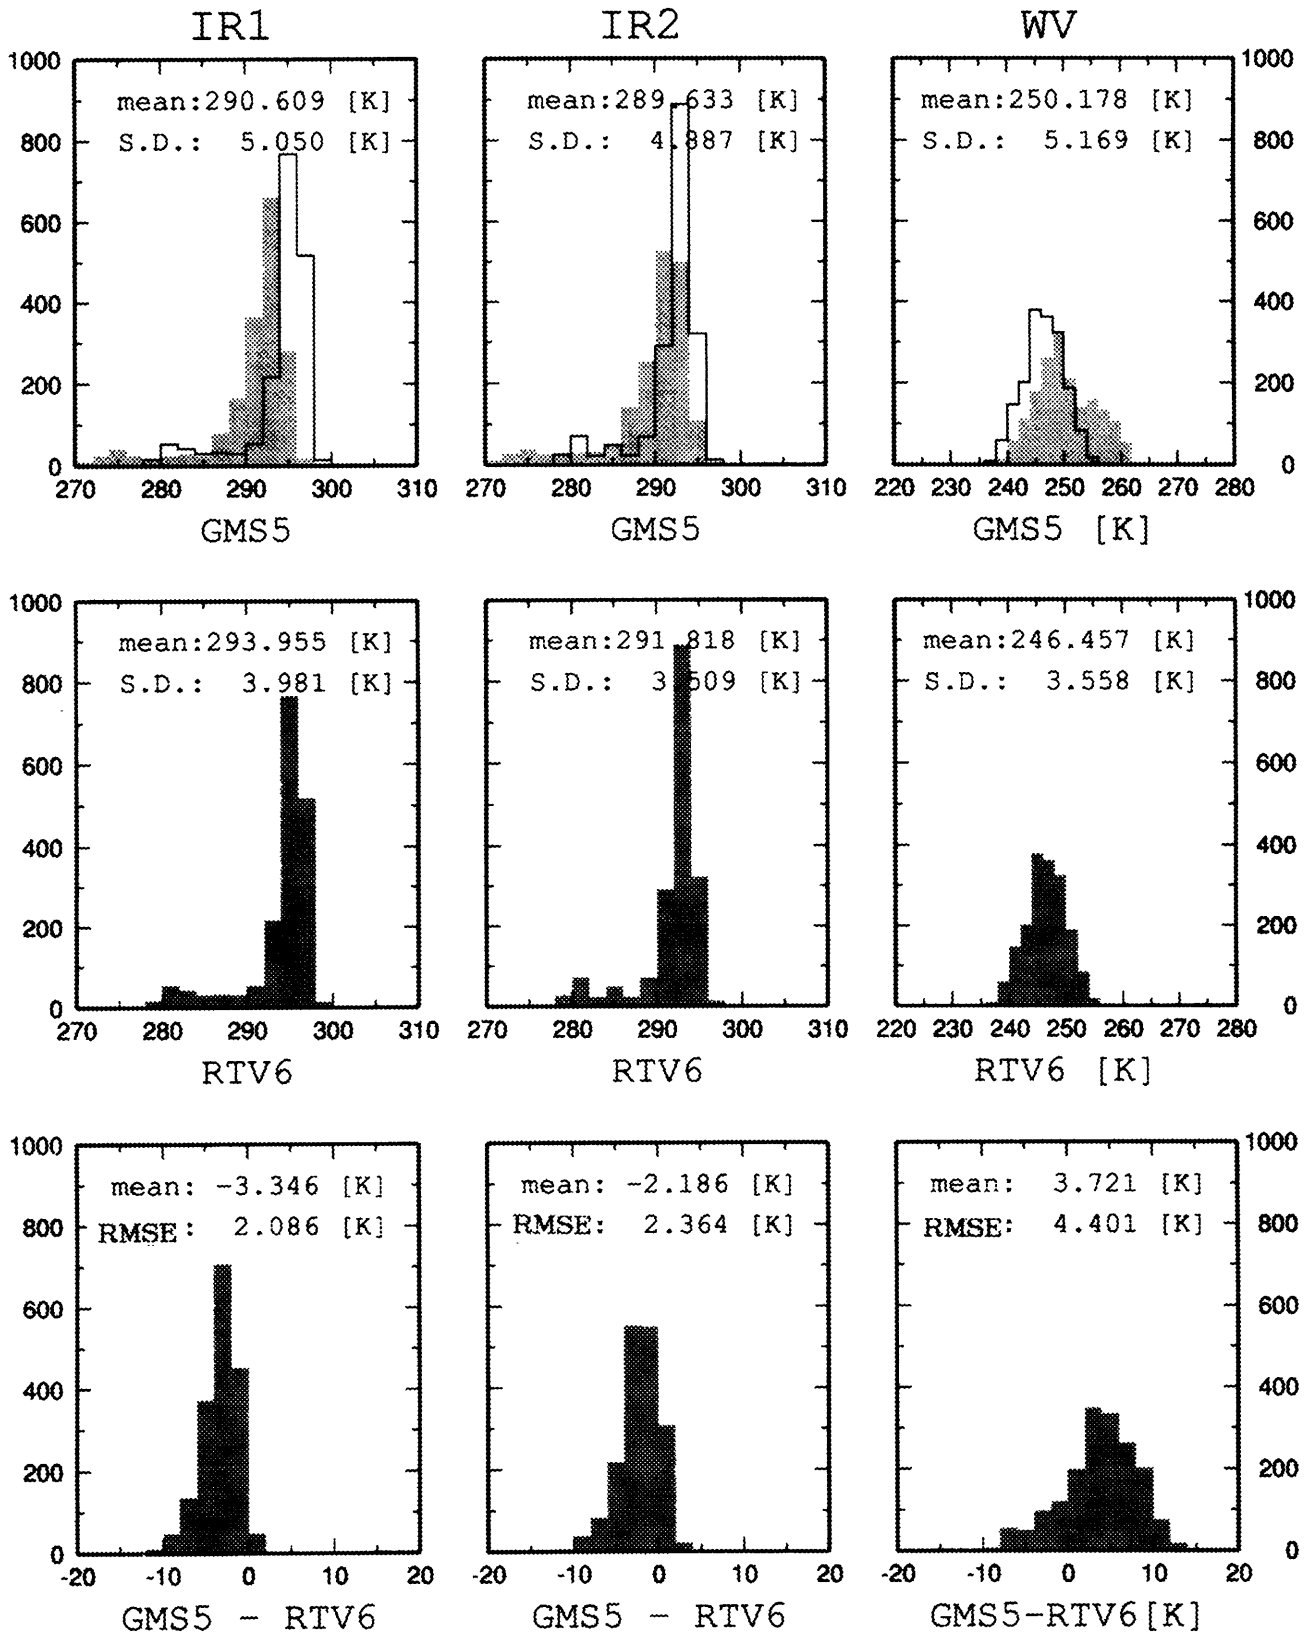 IR1 IR2 WV
1000 1000
mean:290.609 [K] mean:289.633 [K] mean:250.178 [K]
S.D.: 5.050 [K] S.D.: 4.887 [K] S.D.: 5.169 [K]
800 800
600 600
400 400
200 200
0 0
270 280 290 300 310 270 280 290 300 310 220 230 240 250 260 270 280
GMS5 GMS5 GMS5 [K]
1000 1000
mean:293.955 [K] mean:291.818 [K] mean:246.457 [K]
S.D.: 3.981 [K] S.D.: 3.509 [K] S.D.: 3.558 [K]
800 800
600 600
400 400
200 200
0 0
270 280 290 300 310 270 280 290 300 310 220 230 240 250 260 270 280
RTV6 RTV6 RTV6 [K]
1000 1000
mean: -3.346 [K] mean: -2.186 [K] mean: 3.721 [K]
RMSE: 2.086 [K] RMSE: 2.364 [K] RMSE: 4.401 [K]
800 800
600 600
400 400
200 200
0 0
-20 -10 0 10 20 -20 -10 0 10 20 -20 -10 0 10 20
GMS5 - RTV6 GMS5 - RTV6 GMS5-RTV6[K]